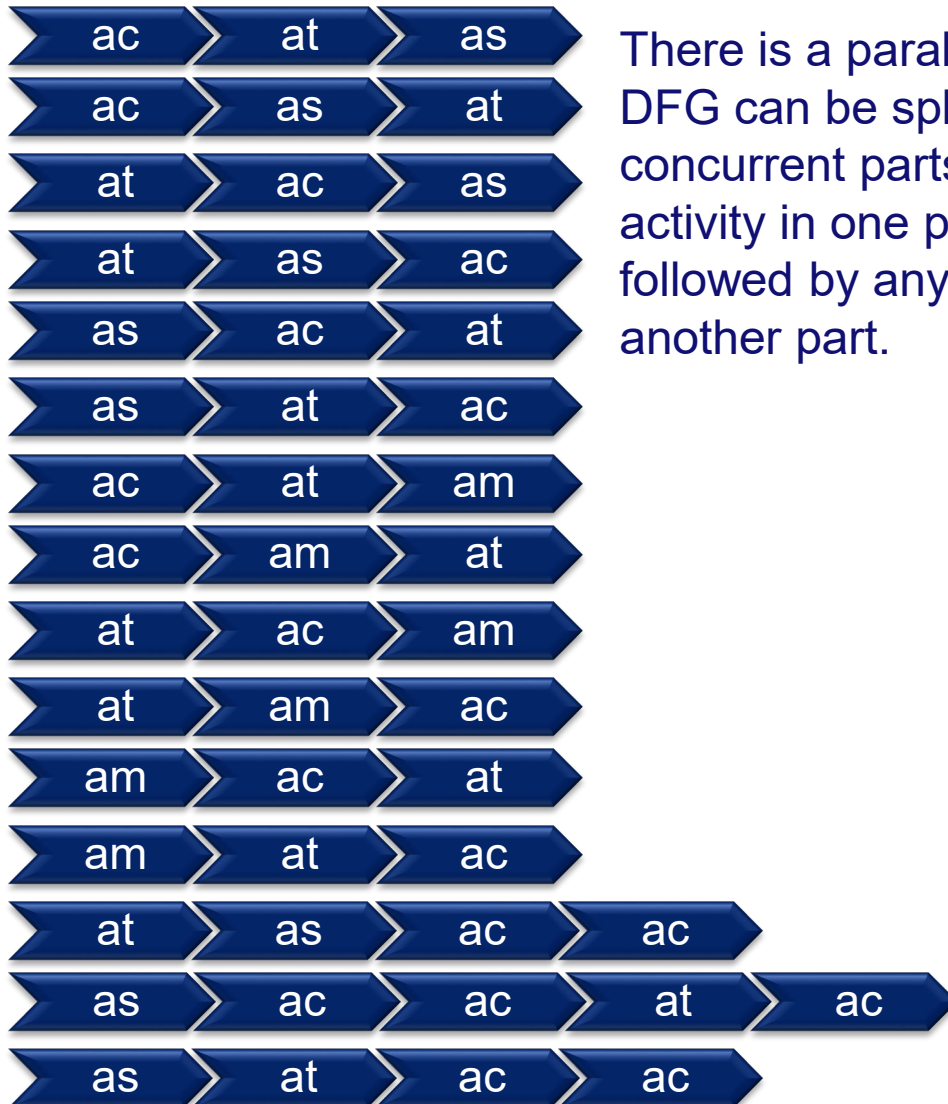 ac at as
ac as at
at ac as
at as ac
as ac at
as at ac
ac at am
ac am at
at ac am
at am ac
am ac at
am at ac
at as ac ac
as ac ac at ac
as at ac ac
There is a paral
DFG can be spl
concurrent parts
activity in one p
followed by any
another part.